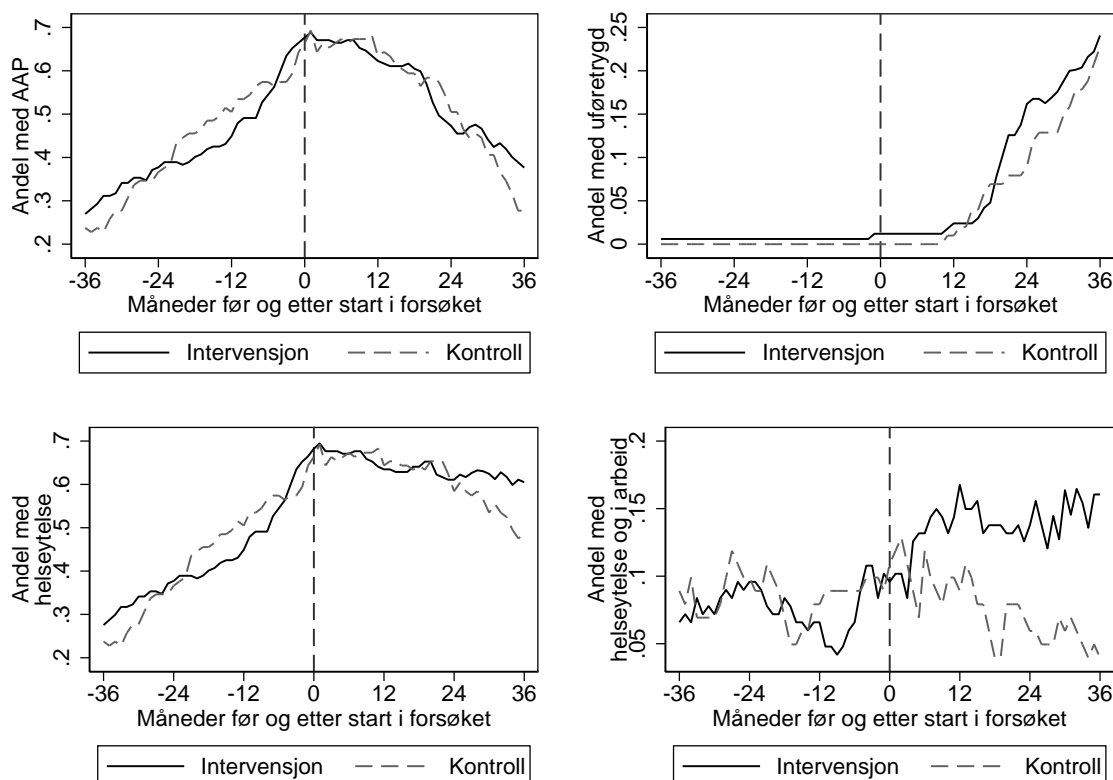 Andel med AAP
.7
.6
.5
.4
.3
.2
-36 -24 -12 0 12 24 36
Måneder før og etter start i forsøket
Intervensjon Kontroll
Andel med uføretrygd
.25
.2
.15
.1
.05
0
-36 -24 -12 0 12 24 36
Måneder før og etter start i forsøket
Intervensjon Kontroll
Andel med
helseytelse
.7
.6
.5
.4
.3
.2
-36 -24 -12 0 12 24 36
Måneder før og etter start i forsøket
Intervensjon Kontroll
Andel med
helseytelse og i arbeid
.2
.15
.1
.05
-36 -24 -12 0 12 24 36
Måneder før og etter start i forsøket
Intervensjon Kontroll